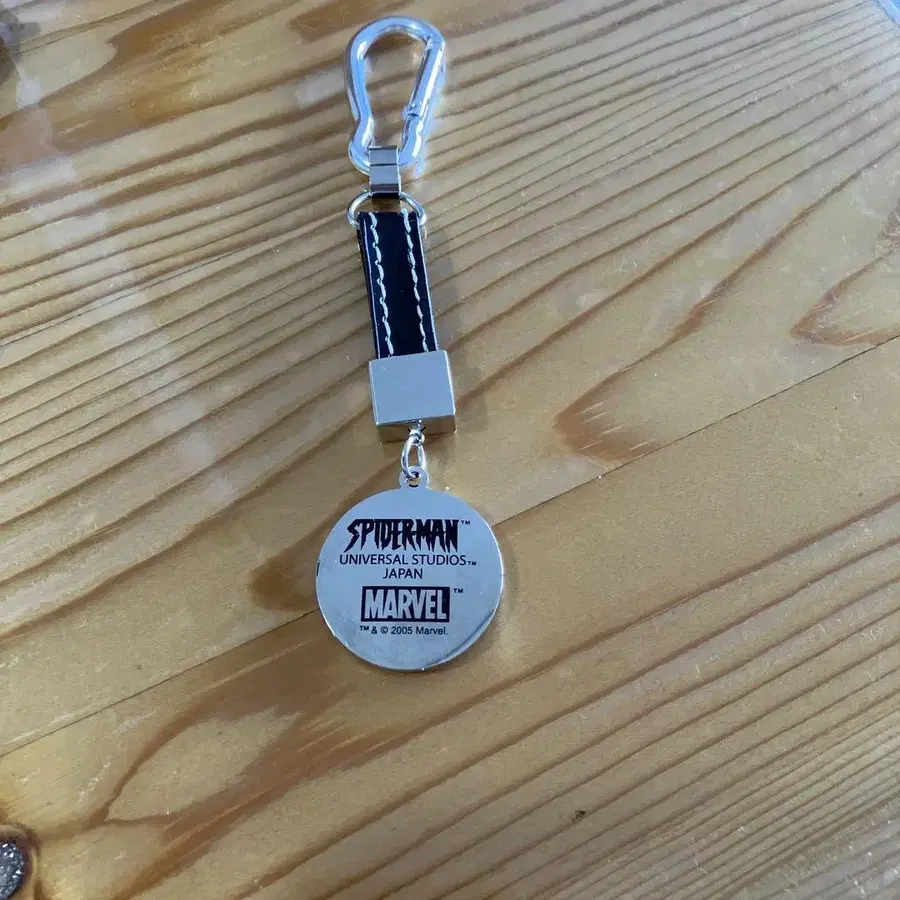 SPIDERMAN™
UNIVERSAL STUDIOS™
JAPAN
MARVEL™
™ & © 2005 Marvel.